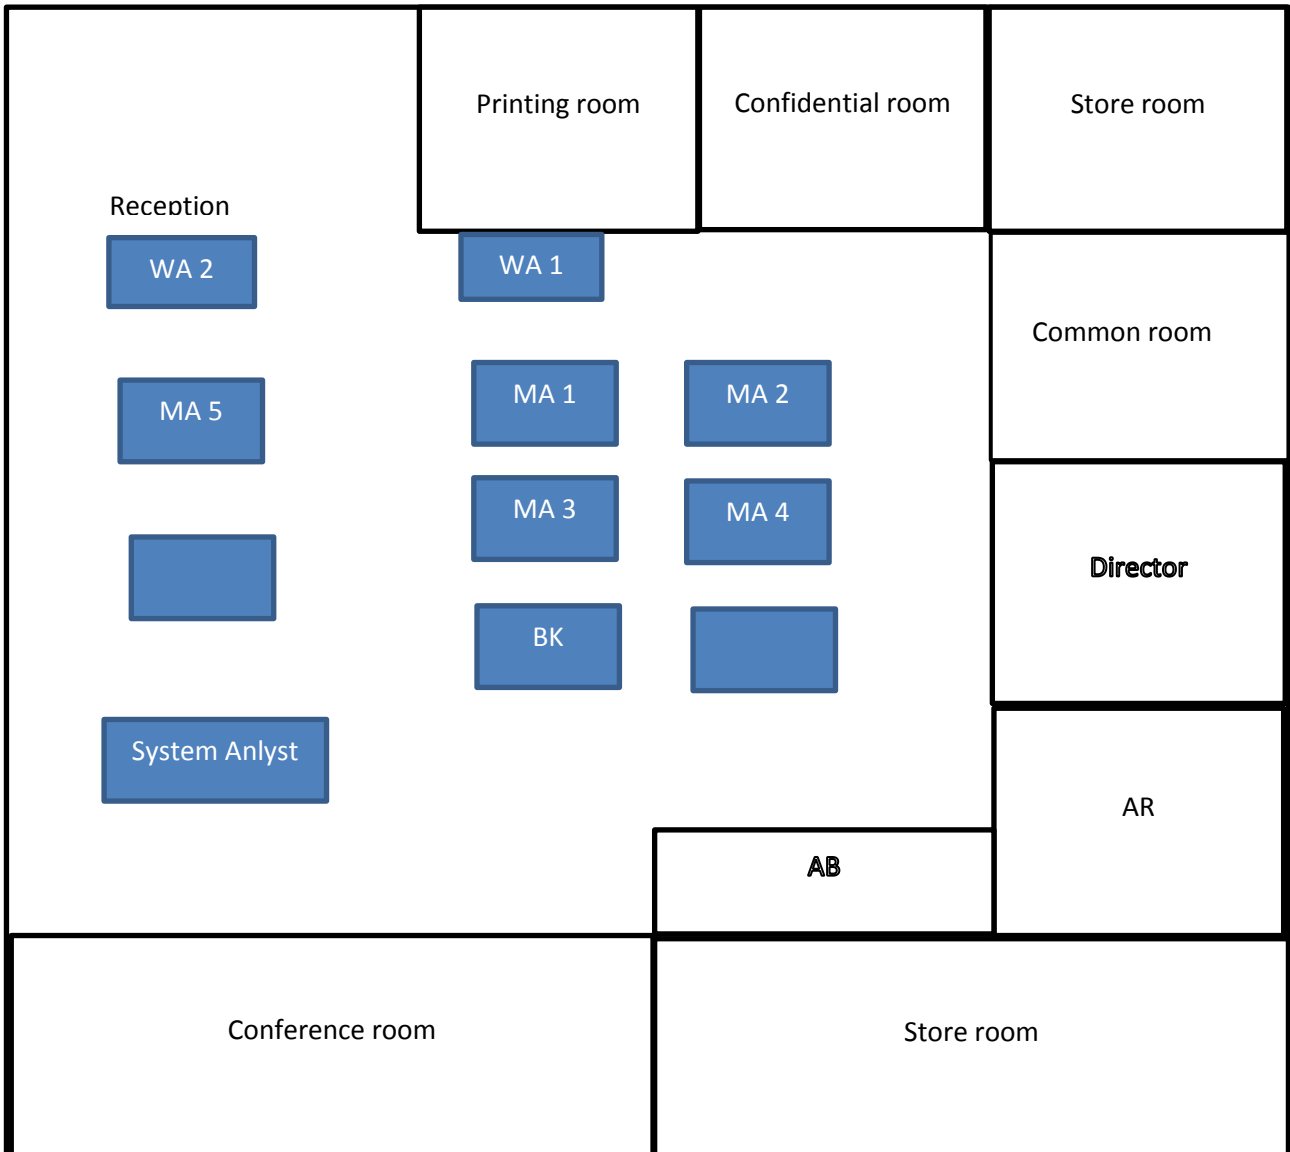 Printing room
Confidential room
Store room
Reception
WA 2
WA 1
Common room
MA 1
MA 2
MA 5
MA 3
MA 4
Director
BK
System Anlyst
AR
AB
Conference room
Store room